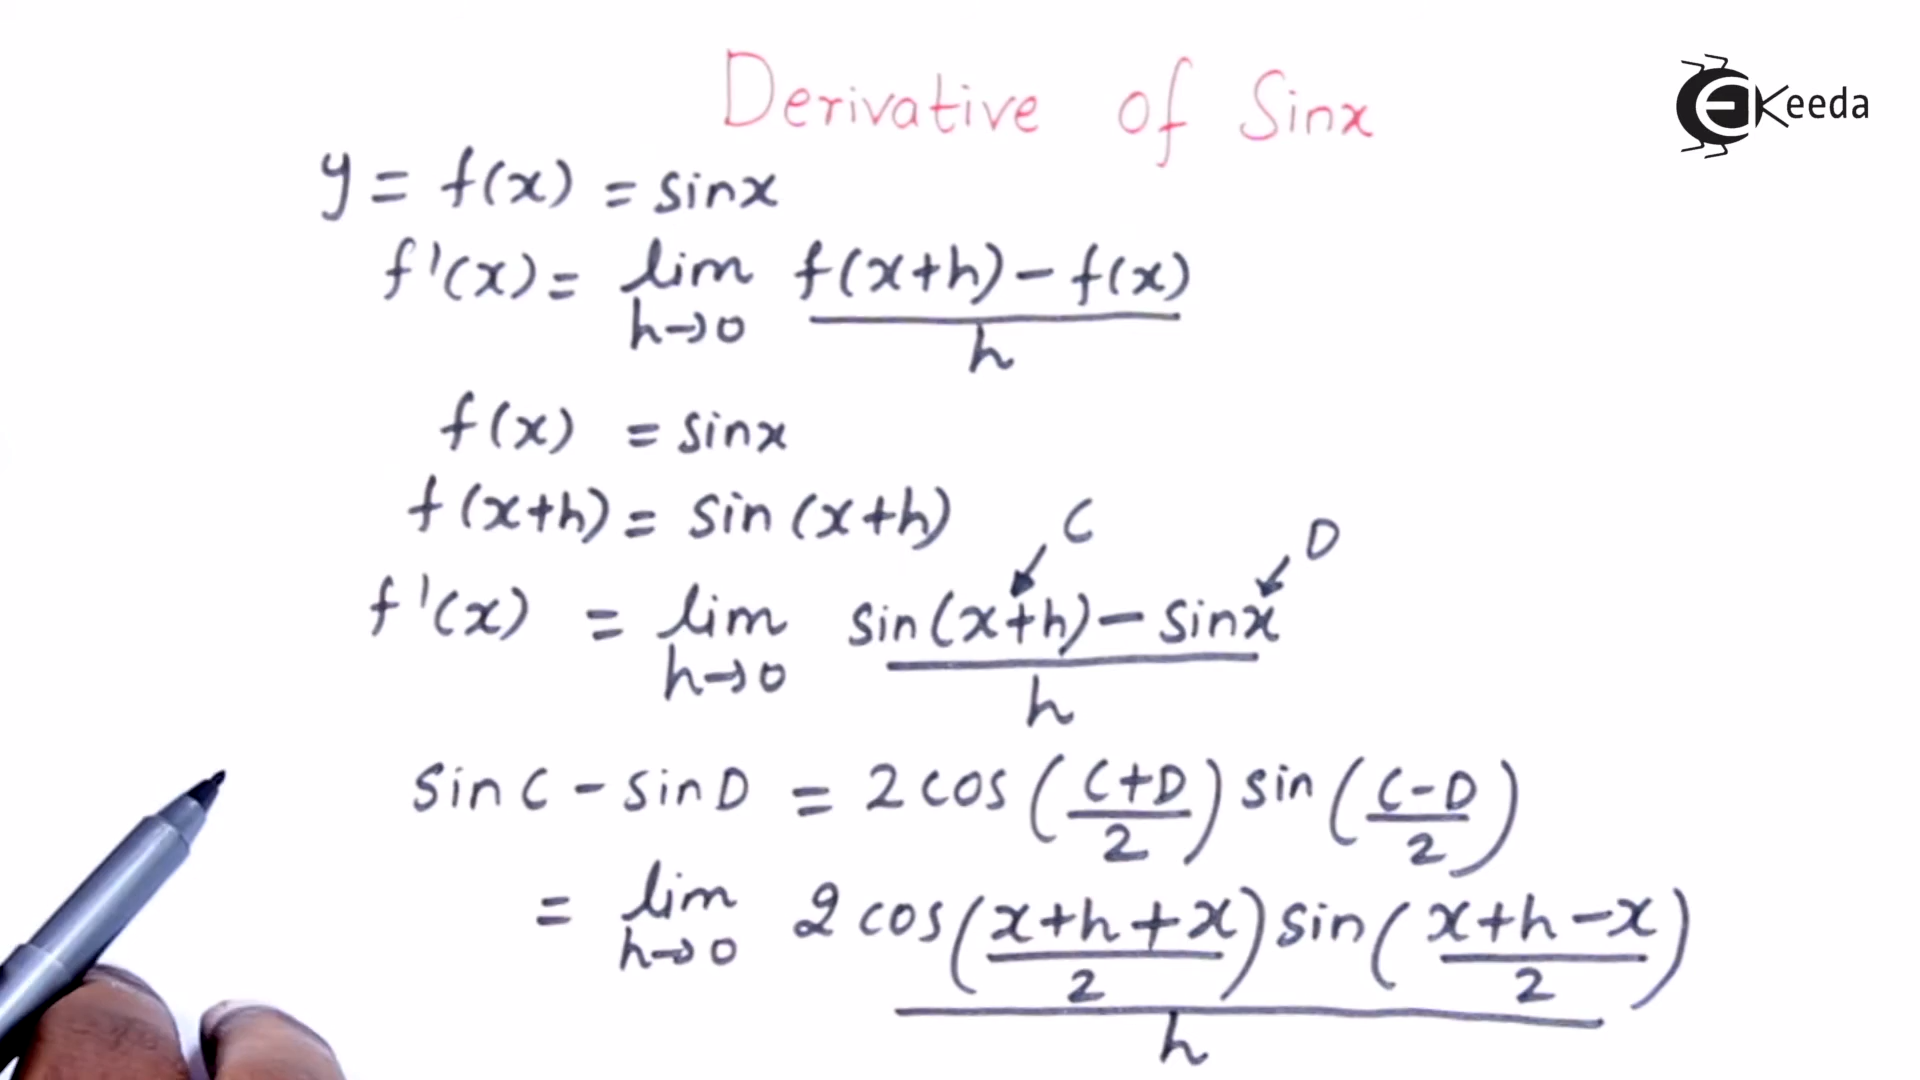 Derivative of Sinx
EKeeda
y = f(x) = sinx
f'(x) = lim h→0 f(x+h) - f(x) / h
f(x) = sinx
f(x+h) = sin(x+h)
C
D
f'(x) = lim h→0 sin(x+h) - sinx / h
sinC - sinD = 2cos(C+D / 2) sin(C-D / 2)
= lim h→0 2cos(x+h+x / 2) sin(x+h-x / 2) / h